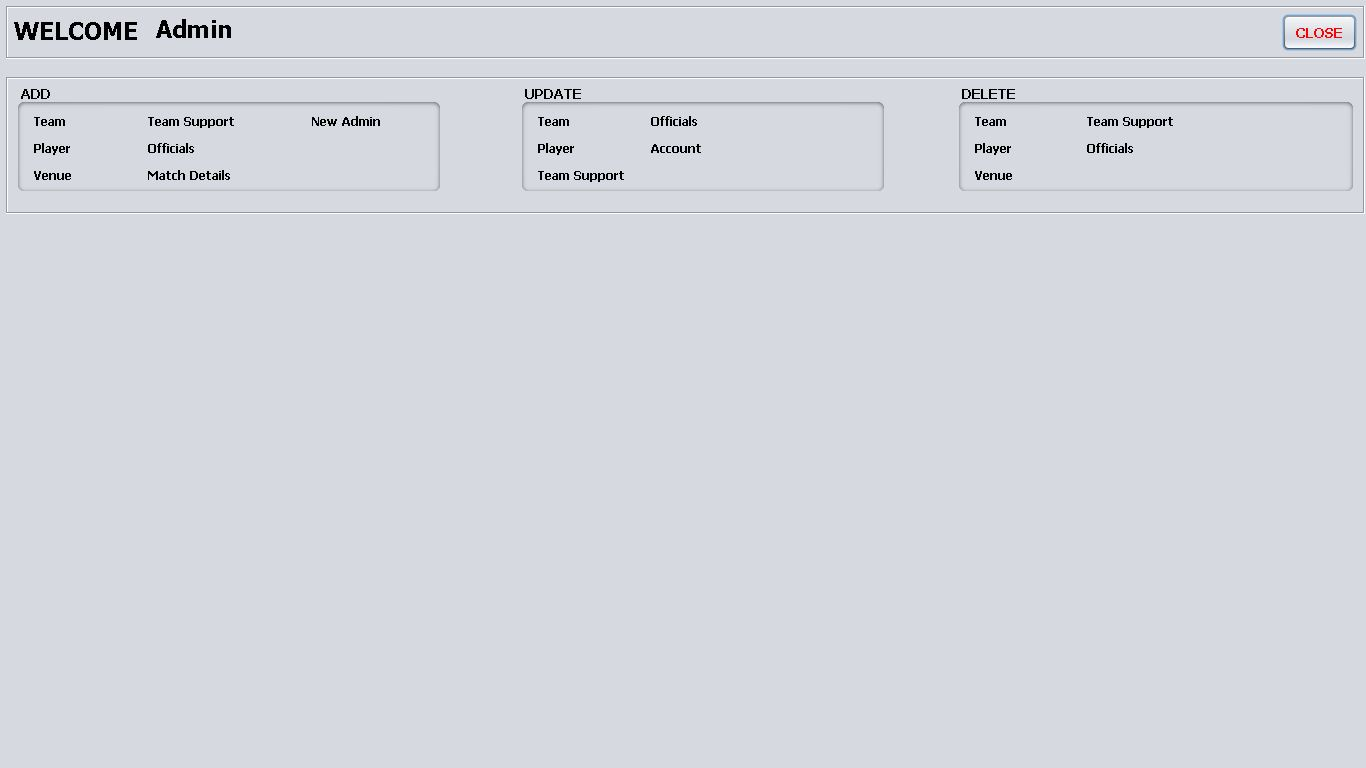 WELCOME Admin
CLOSE
ADD
Team Team Support New Admin
Player Officials
Venue Match Details
UPDATE
Team Officials
Player Account
Team Support
DELETE
Team Team Support
Player Officials
Venue